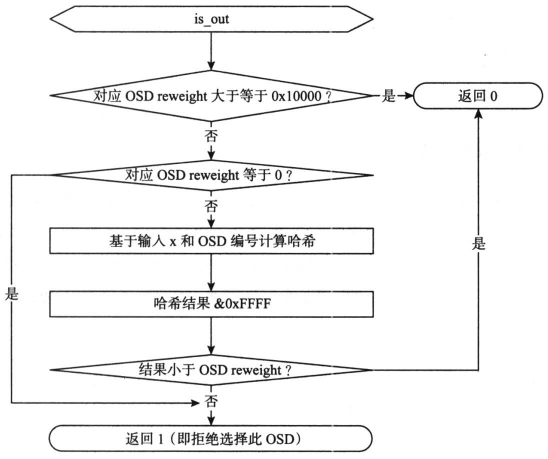 is_out
对应 OSD reweight 大于等于 0x10000？
是
返回 0
否
对应 OSD reweight 等于 0？
否
基于输入 x 和 OSD 编号计算哈希
是
是
哈希结果 &0xFFFF
结果小于 OSD reweight？
否
返回 1（即拒绝选择此 OSD）